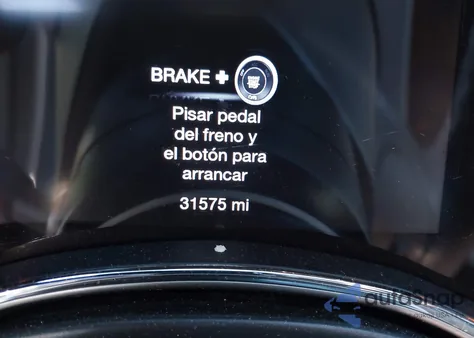 BRAKE +
Pisar pedal
del freno y
el botón para
arrancar
31575 mi
autosnap